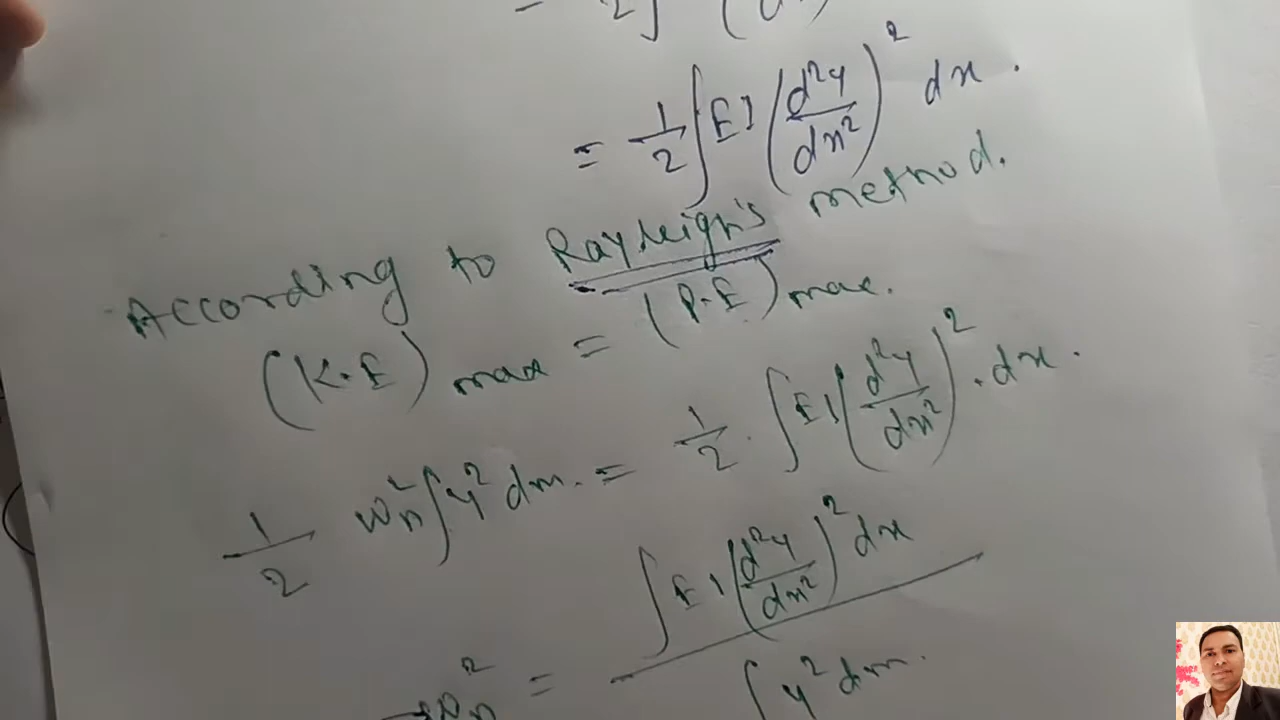 = 1/2 ∫ EI (d²y/dx²)² dx.
According to Rayleigh's method.
(K.E) max = (P.E) max.
1/2 ωn² ∫ y² dm. = 1/2 . ∫ EI (d²y/dx²)² . dx.
ωn² = ∫ EI (d²y/dx²)² dx / ∫ y² dm.